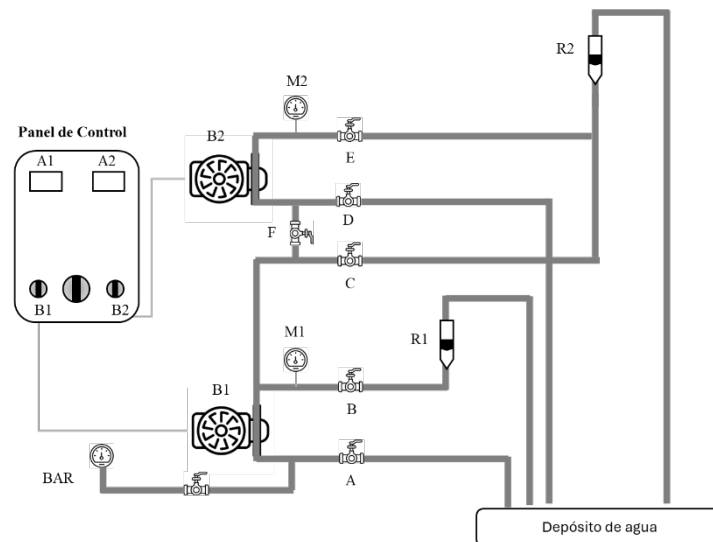 R2
M2
Panel de Control
B2
A1
A2
E
D
F
C
B1
B2
M1
R1
B1
B
BAR
A
Depósito de agua